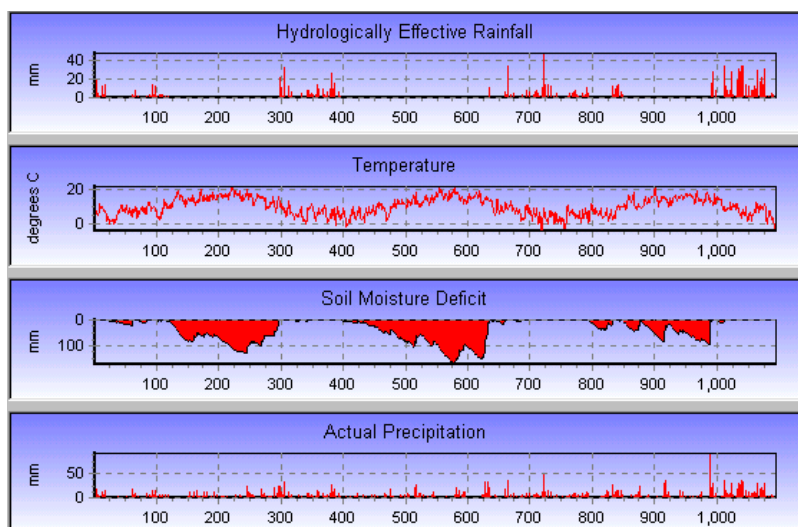 Hydrologically Effective Rainfall
mm
40
20
0
100 200 300 400 500 600 700 800 900 1,000
Temperature
degrees C
20
0
100 200 300 400 500 600 700 800 900 1,000
Soil Moisture Deficit
mm
0
100
100 200 300 400 500 600 700 800 900 1,000
Actual Precipitation
mm
50
0
100 200 300 400 500 600 700 800 900 1,000